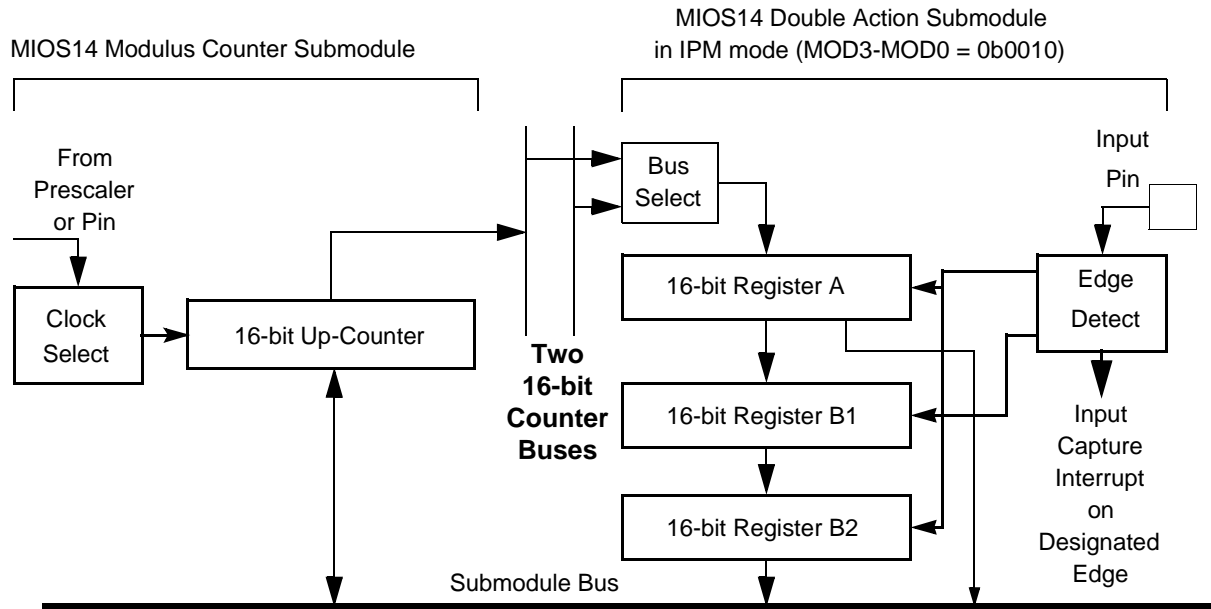 MIOS14 Modulus Counter Submodule
MIOS14 Double Action Submodule
in IPM mode (MOD3-MOD0 = 0b0010)
From
Prescaler
or Pin
Clock
Select
16-bit Up-Counter
Two
16-bit
Counter
Buses
Bus
Select
Input
Pin
16-bit Register A
Edge
Detect
16-bit Register B1
16-bit Register B2
Input
Capture
Interrupt
on
Designated
Edge
Submodule Bus